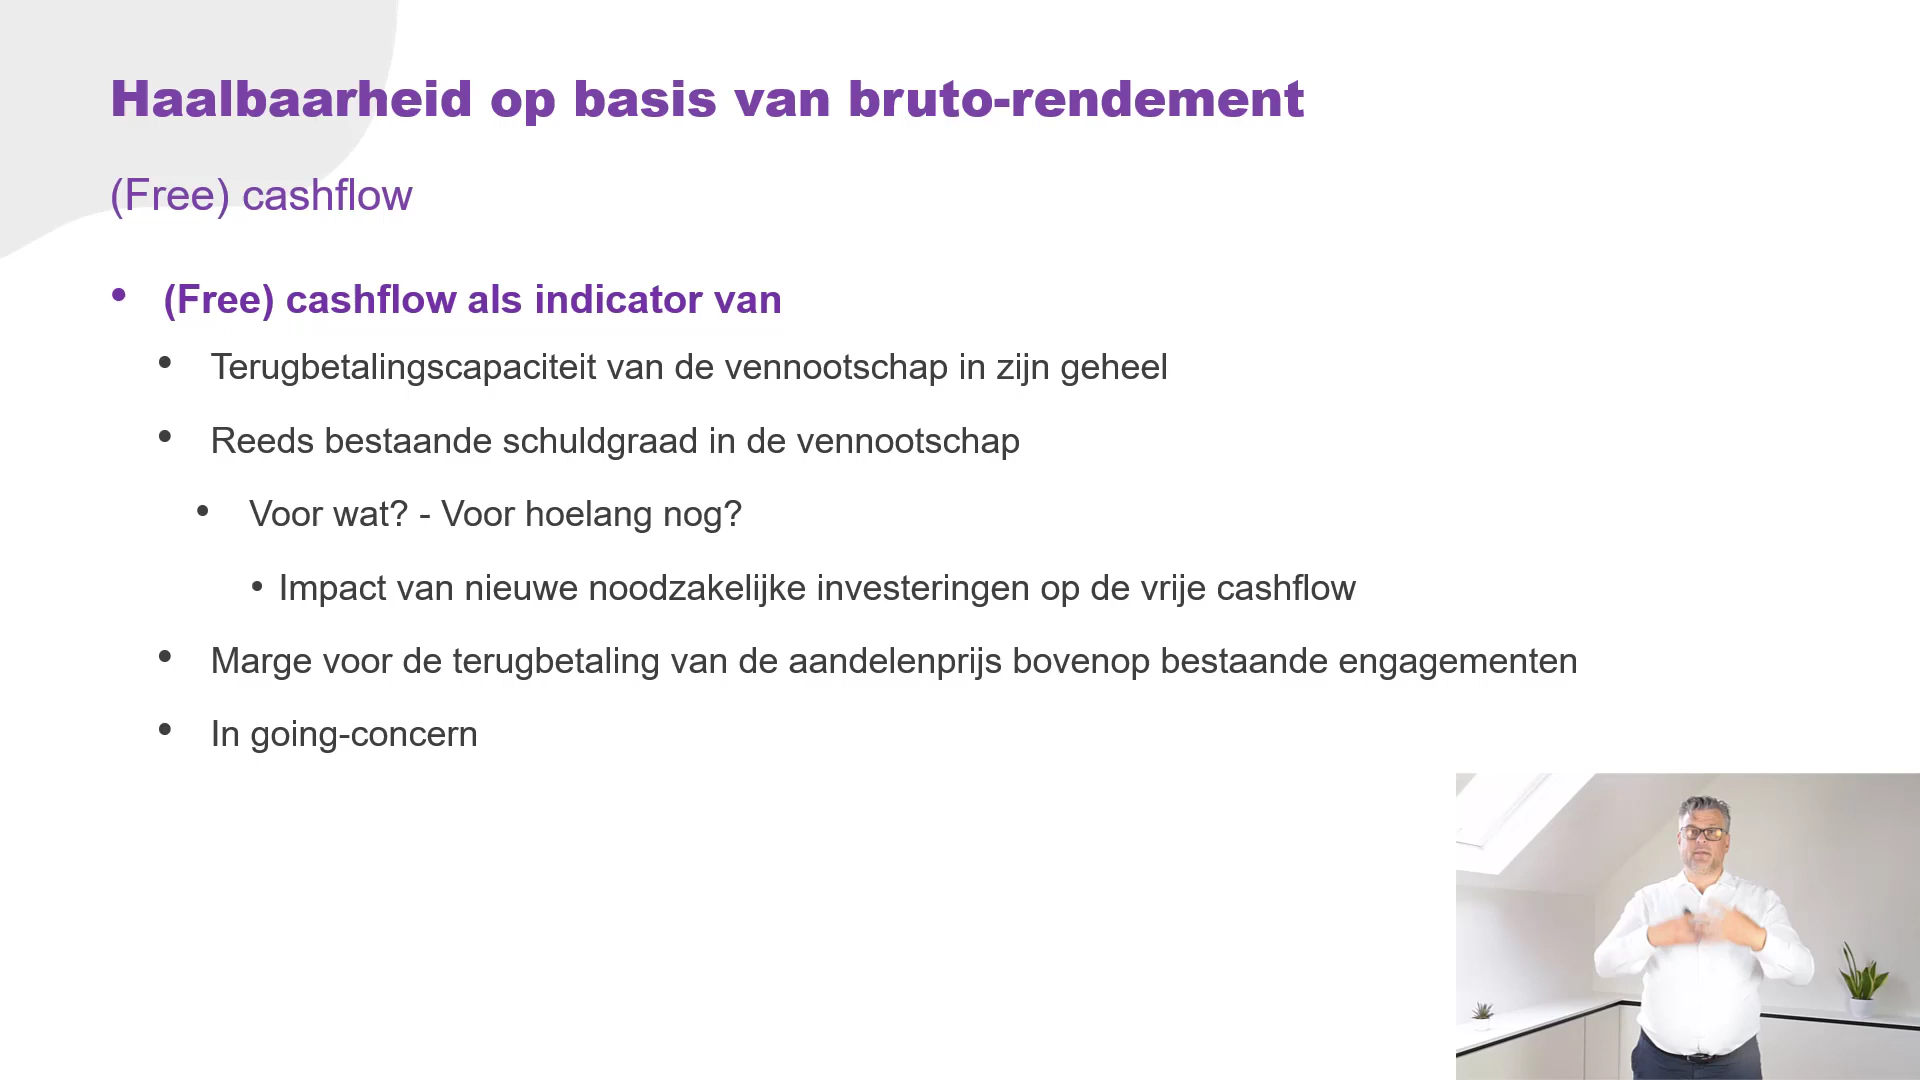 Haalbaarheid op basis van bruto-rendement
(Free) cashflow
• (Free) cashflow als indicator van
• Terugbetalingscapaciteit van de vennootschap in zijn geheel
• Reeds bestaande schuldgraad in de vennootschap
• Voor wat? - Voor hoelang nog?
• Impact van nieuwe noodzakelijke investeringen op de vrije cashflow
• Marge voor de terugbetaling van de aandelenprijs bovenop bestaande engagementen
• In going-concern